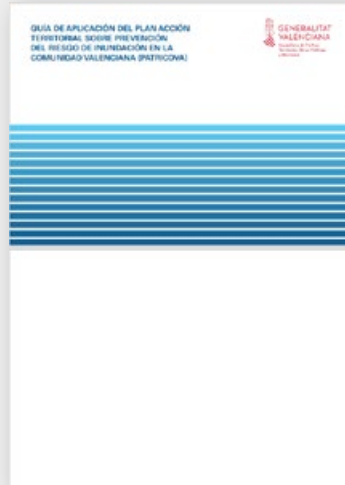 GUÍA DE APLICACIÓN DEL PLAN ACCIÓN
TERRITORIAL SOBRE PREVENCIÓN
DEL RIESGO DE INUNDACIÓN EN LA
COMUNIDAD VALENCIANA (PATRICOVA)
GENERALITAT
VALENCIANA